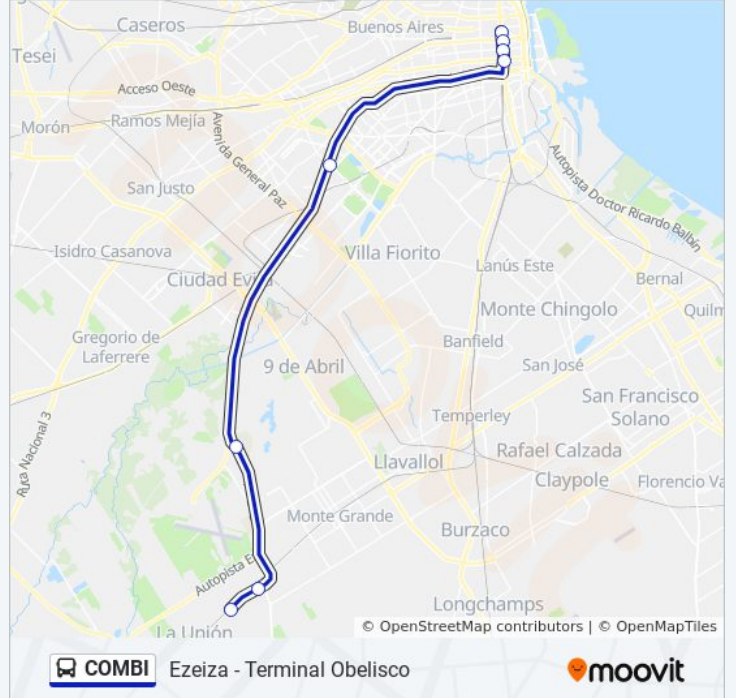 Caseros
Buenos Aires
Tesei
Acceso Oeste
Morón
Ramos Mejía
Avenida General Paz
Autopista Doctor Ricardo Balbín
San Justo
Isidro Casanova
Villa Fiorito
Lanús Este
Ciudad Evita
Bernal
Monte Chingolo
Quilm
Gregorio de
Laferrere
Banfield
9 de Abril
San José
San Francisco
Solano
Temperley
Ruta Nacional 3
Rafael Calzada
Llavallol
Claypole
Florencio Va
Monte Grande
Burzaco
Autopista E
Longchamps
La Unión
© OpenStreetMap contributors | © OpenMapTiles
COMBI
Ezeiza - Terminal Obelisco
moovit